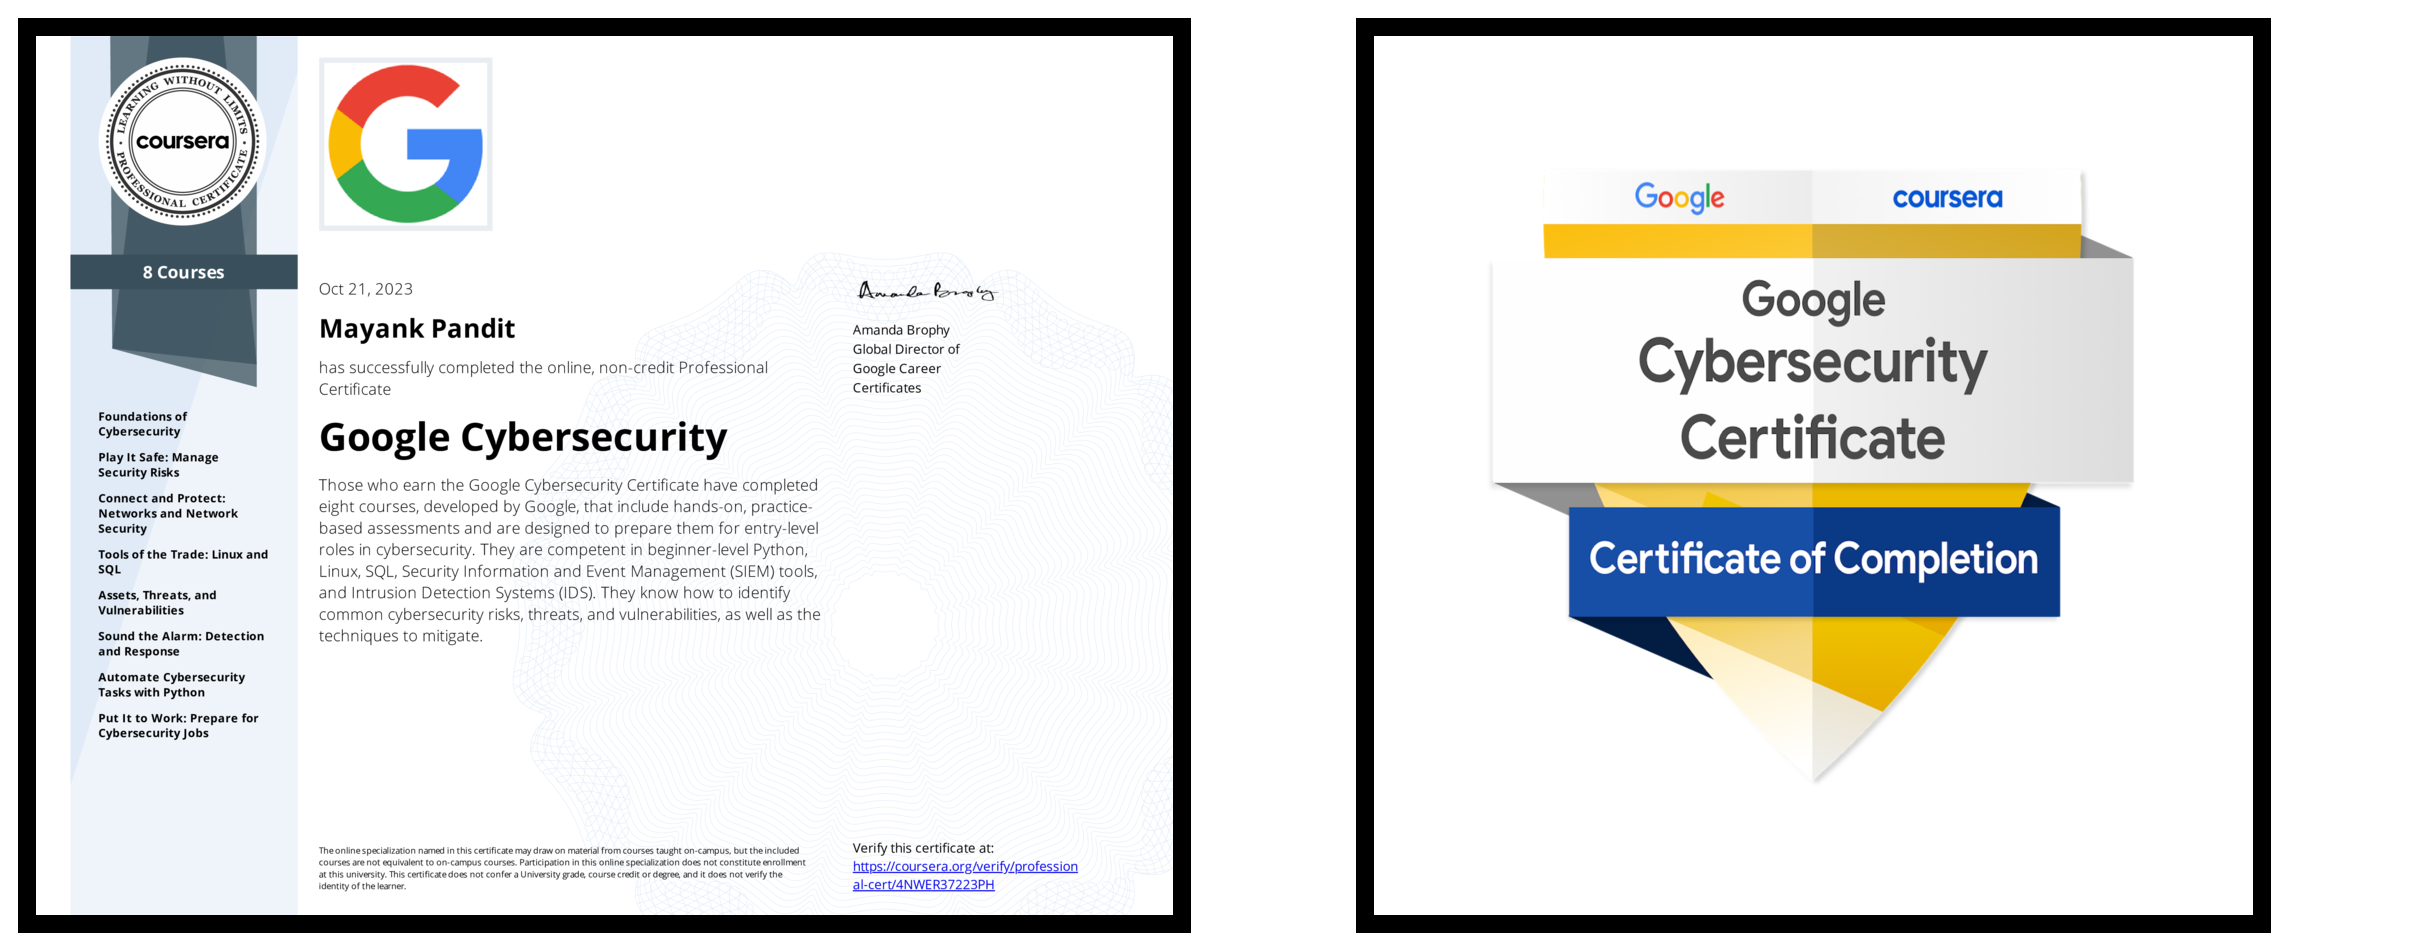 LEARNING WITHOUT LIMITS
coursera
PROFESSIONAL CERTIFICATE
8 Courses
Foundations of
Cybersecurity
Play It Safe: Manage
Security Risks
Connect and Protect:
Networks and Network
Security
Tools of the Trade: Linux and
SQL
Assets, Threats, and
Vulnerabilities
Sound the Alarm: Detection
and Response
Automate Cybersecurity
Tasks with Python
Put It to Work: Prepare for
Cybersecurity Jobs
G
Oct 21, 2023
Mayank Pandit
has successfully completed the online, non-credit Professional
Certificate
Google Cybersecurity
Those who earn the Google Cybersecurity Certificate have completed
eight courses, developed by Google, that include hands-on, practice-
based assessments and are designed to prepare them for entry-level
roles in cybersecurity. They are competent in beginner-level Python,
Linux, SQL, Security Information and Event Management (SIEM) tools,
and Intrusion Detection Systems (IDS). They know how to identify
common cybersecurity risks, threats, and vulnerabilities, as well as the
techniques to mitigate.
The online specialization named in this certificate may draw on material from courses taught on-campus, but the included
courses are not equivalent to on-campus courses. Participation in this online specialization does not constitute enrollment
at this university. This certificate does not confer a University grade, course credit or degree, and it does not verify the
identity of the learner.
Amanda Brophy
Amanda Brophy
Global Director of
Google Career
Certificates
Verify this certificate at:
https://coursera.org/verify/profession
al-cert/4NWER37223PH
Google coursera
Google
Cybersecurity
Certificate
Certificate of Completion